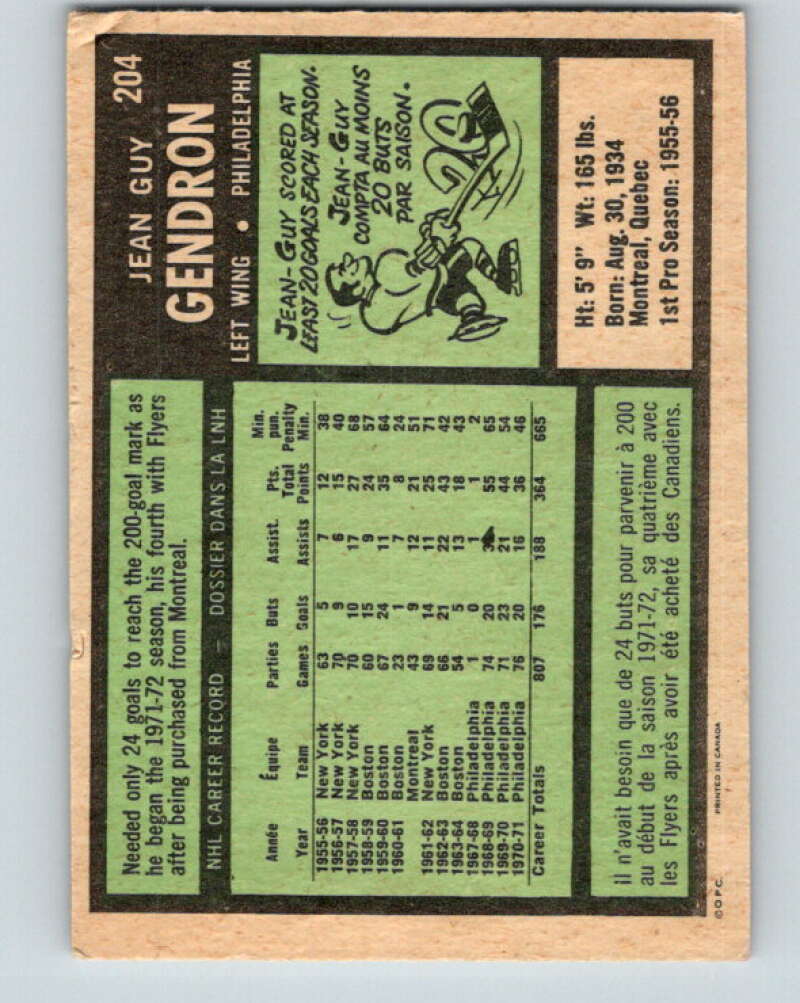 JEAN GUY 204
GENDRON
LEFT WING • PHILADELPHIA
JEAN-GUY SCORED AT
LEAST 20 GOALS EACH SEASON.
JEAN-GUY
COMPTA AU MOINS
20 BUTS
PAR SAISON.
20
Ht: 5' 9" Wt: 165 lbs.
Born: Aug. 30, 1934
Montreal, Quebec
1st Pro Season: 1955-56
Needed only 24 goals to reach the 200-goal mark as
he began the 1971-72 season, his fourth with Flyers
after being purchased from Montreal.
NHL CAREER RECORD — DOSSIER DANS LA LNH
Année Équipe Parties Buts Assist. Pts. Total Min. pun.
Year Team Games Goals Assists Points Penalty Min.
1955-56 New York 63 5 7 12 38
1956-57 New York 70 9 6 15 40
1957-58 New York 70 10 17 27 68
1958-59 Boston 60 15 9 24 57
1959-60 Boston 67 24 11 35 64
1960-61 Boston 23 1 7 8 24
Montreal 43 9 12 21 51
1961-62 New York 69 14 11 25 71
1962-63 Boston 66 21 22 43 42
1963-64 Boston 54 5 13 18 43
1967-68 Philadelphia 1 0 1 1 2
1968-69 Philadelphia 74 20 55 65
1969-70 Philadelphia 71 23 21 44 54
1970-71 Philadelphia 76 20 16 36 46
Career Totals 807 176 188 364 665
Il n'avait besoin que de 24 buts pour parvenir à 200
au début de la saison 1971-72, sa quatrième avec
les Flyers après avoir été acheté des Canadiens.
© O.P.C. PRINTED IN CANADA